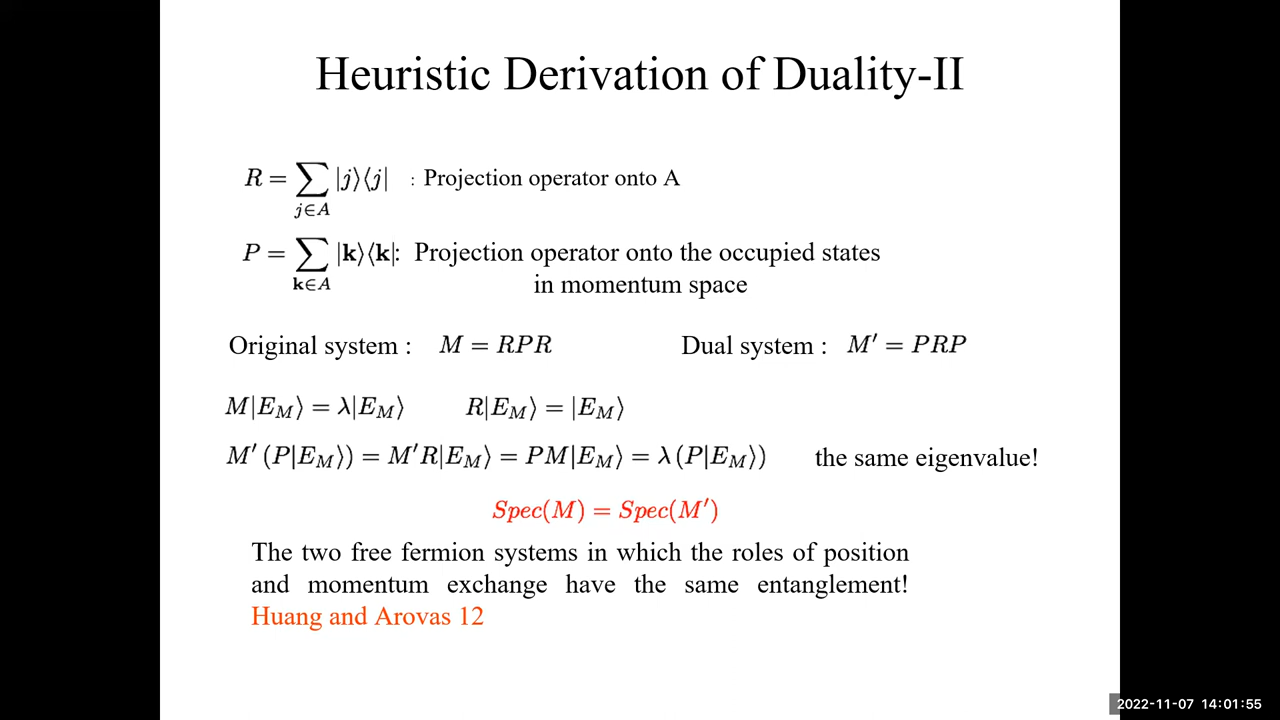 Heuristic Derivation of Duality-II
R = ∑_{j∈A} |j⟩⟨j| : Projection operator onto A
P = ∑_{𝐤∈A} |𝐤⟩⟨𝐤|: Projection operator onto the occupied states
in momentum space
Original system : M = RPR Dual system : M′ = PRP
M|E_M⟩ = λ|E_M⟩ R|E_M⟩ = |E_M⟩
M′ (P|E_M⟩) = M′R|E_M⟩ = PM|E_M⟩ = λ (P|E_M⟩) the same eigenvalue!
Spec(M) = Spec(M′)
The two free fermion systems in which the roles of position
and momentum exchange have the same entanglement!
Huang and Arovas 12
2022-11-07 14:01:55